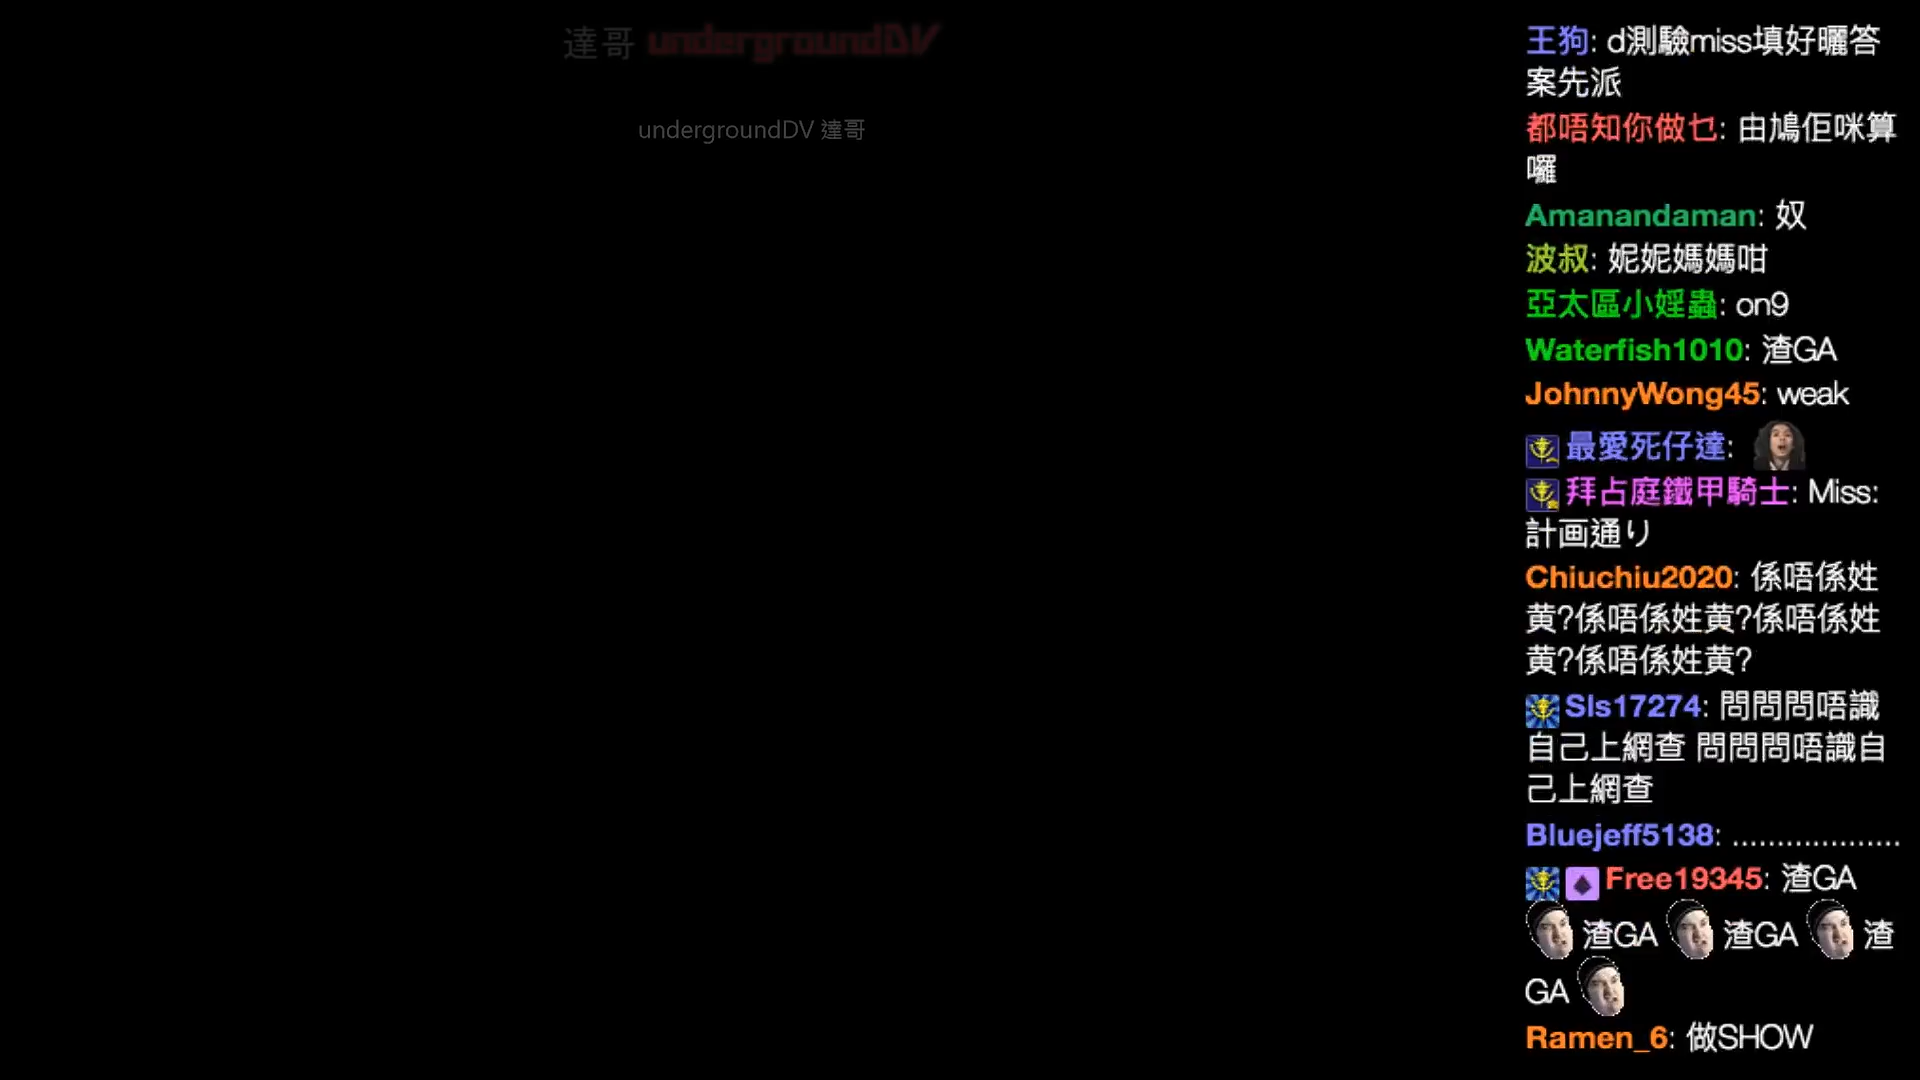 達哥 undergroundDV
undergroundDV 達哥
王狗: d測驗miss填好曬答
案先派
都唔知你做乜: 由鳩佢咪算
囉
Amanandaman: 奴
波叔: 妮妮媽媽咁
亞太區小婬蟲: on9
Waterfish1010: 渣GA
JohnnyWong45: weak
最愛死仔達:
拜占庭鐵甲騎士: Miss:
計画通り
Chiuchiu2020: 係唔係姓
黄?係唔係姓黄?係唔係姓
黄?係唔係姓黄?
Sls17274: 問問問唔識
自己上網查 問問問唔識自
己上網查
Bluejeff5138: ...................
Free19345: 渣GA
渣GA 渣GA 渣
GA
Ramen_6: 做SHOW